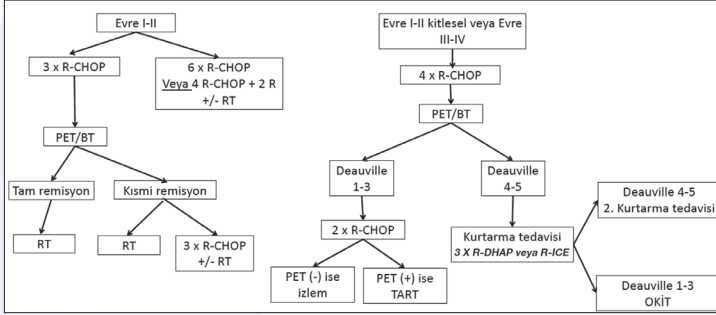 Evre I-II
3 x R-CHOP
6 x R-CHOP
Veya 4 R-CHOP + 2 R
+/- RT
PET/BT
Tam remisyon
Kısmi remisyon
RT
RT
3 x R-CHOP
+/- RT
Evre I-II kitlesel veya Evre
III-IV
4 x R-CHOP
PET/BT
Deauville
1-3
Deauville
4-5
2 x R-CHOP
Kurtarma tedavisi
3 X R-DHAP veya R-ICE
PET (-) ise
izlem
PET (+) ise
TART
Deauville 4-5
2. Kurtarma tedavisi
Deauville 1-3
OKİT